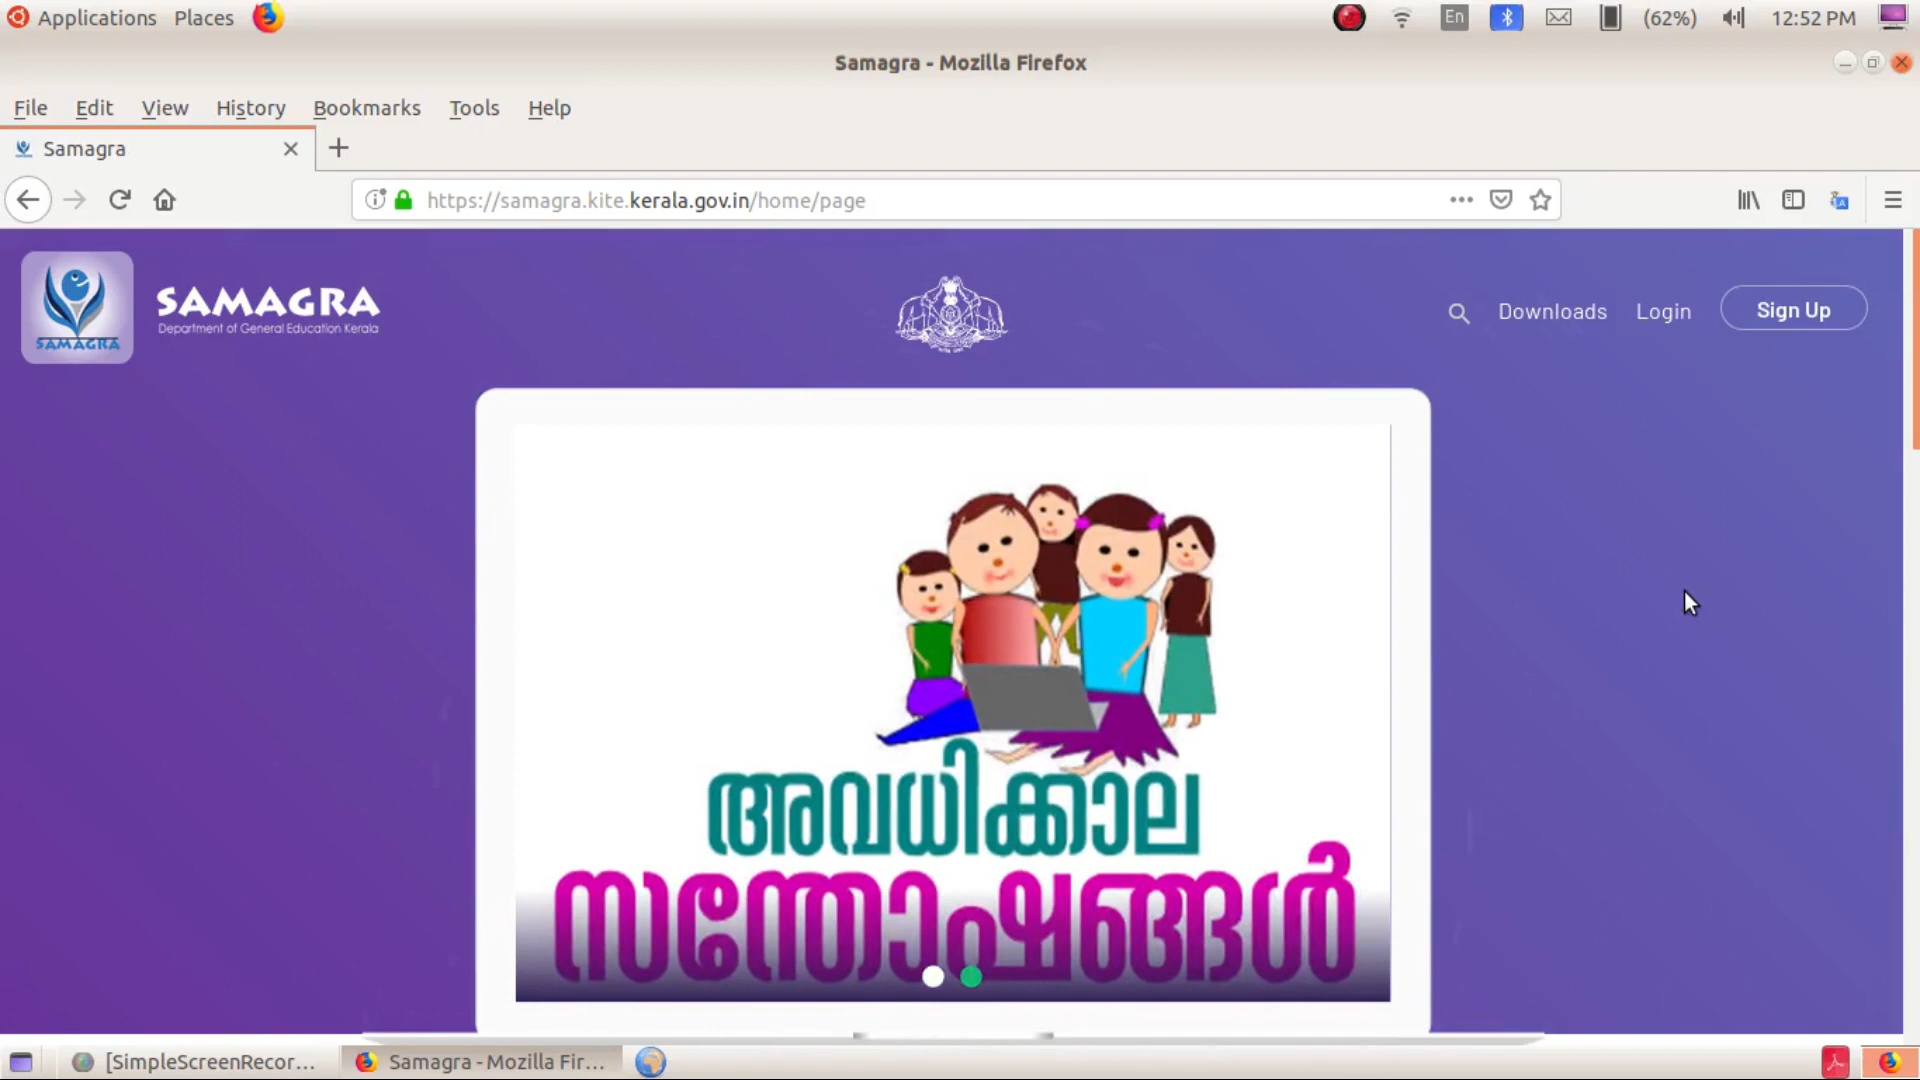 Applications Places
En (62%) 12:52 PM
Samagra - Mozilla Firefox
File Edit View History Bookmarks Tools Help
Samagra
https://samagra.kite.kerala.gov.in/home/page
SAMAGRA
SAMAGRA
Department of General Education Kerala
Downloads Login Sign Up
അവധിക്കാല
സന്തോഷങ്ങൾ
[SimpleScreenRecor... Samagra - Mozilla Fir...